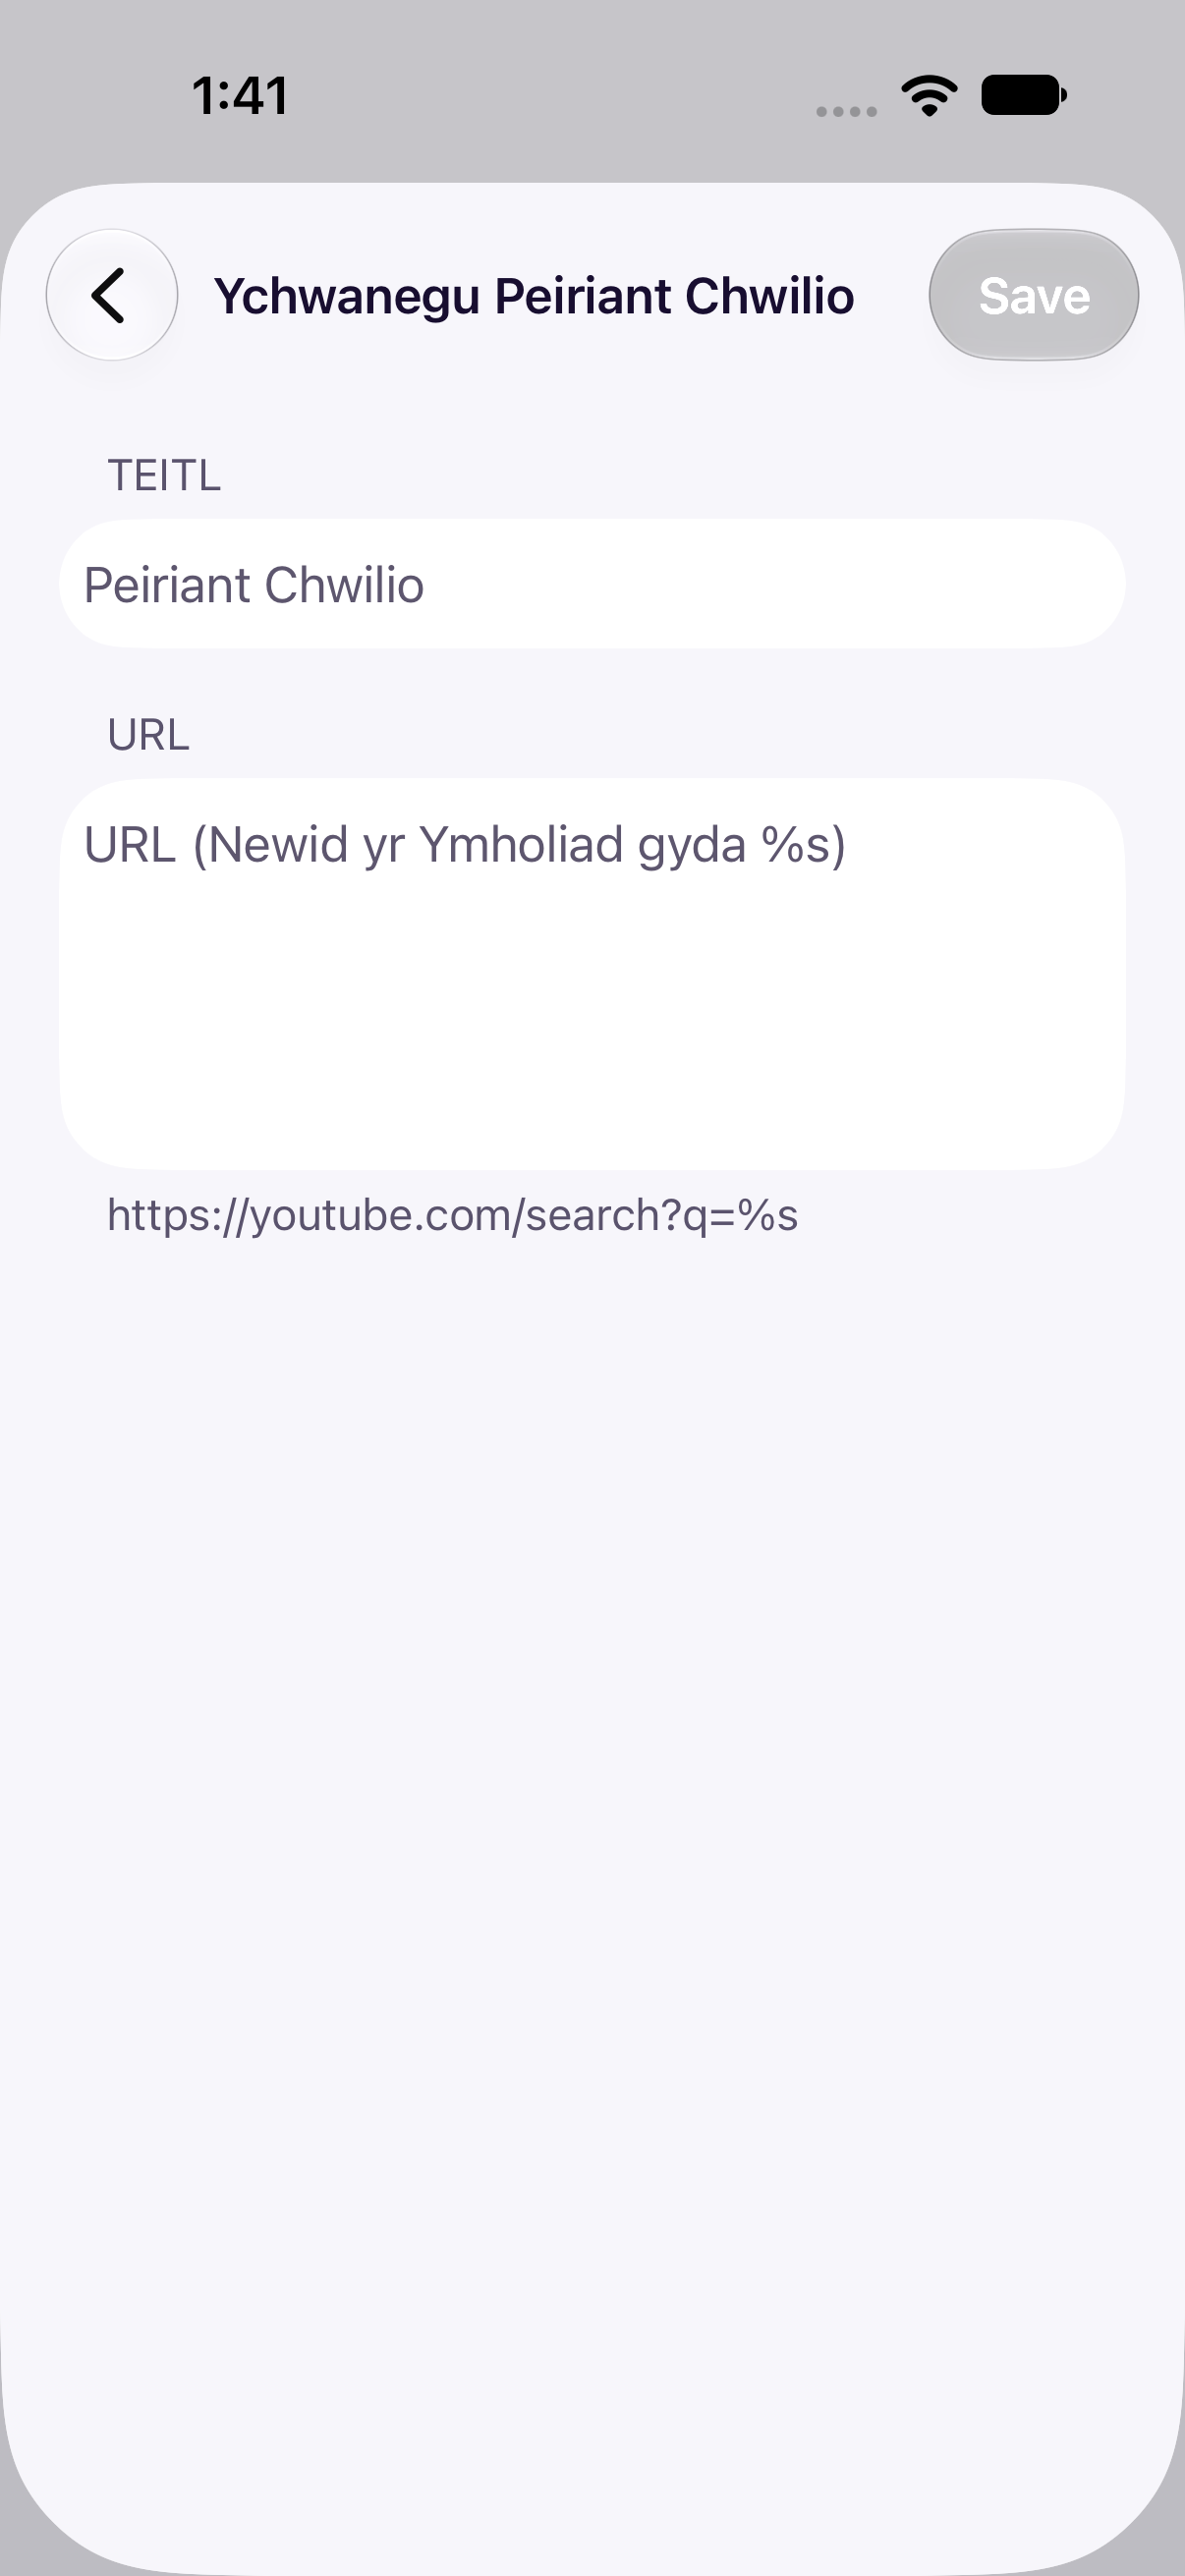 1:41
Ychwanegu Peiriant Chwilio
Save
TEITL
Peiriant Chwilio
URL
URL (Newid yr Ymholiad gyda %s)
https://youtube.com/search?q=%s